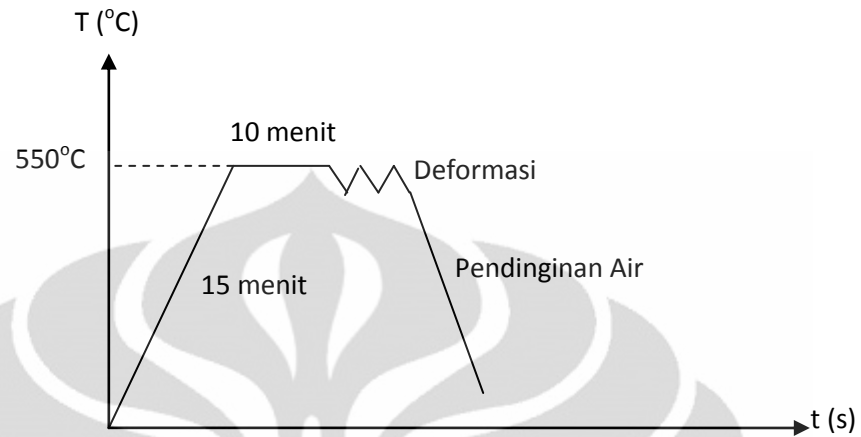 T (°C)
10 menit
550°C
Deformasi
15 menit
Pendinginan Air
t (s)